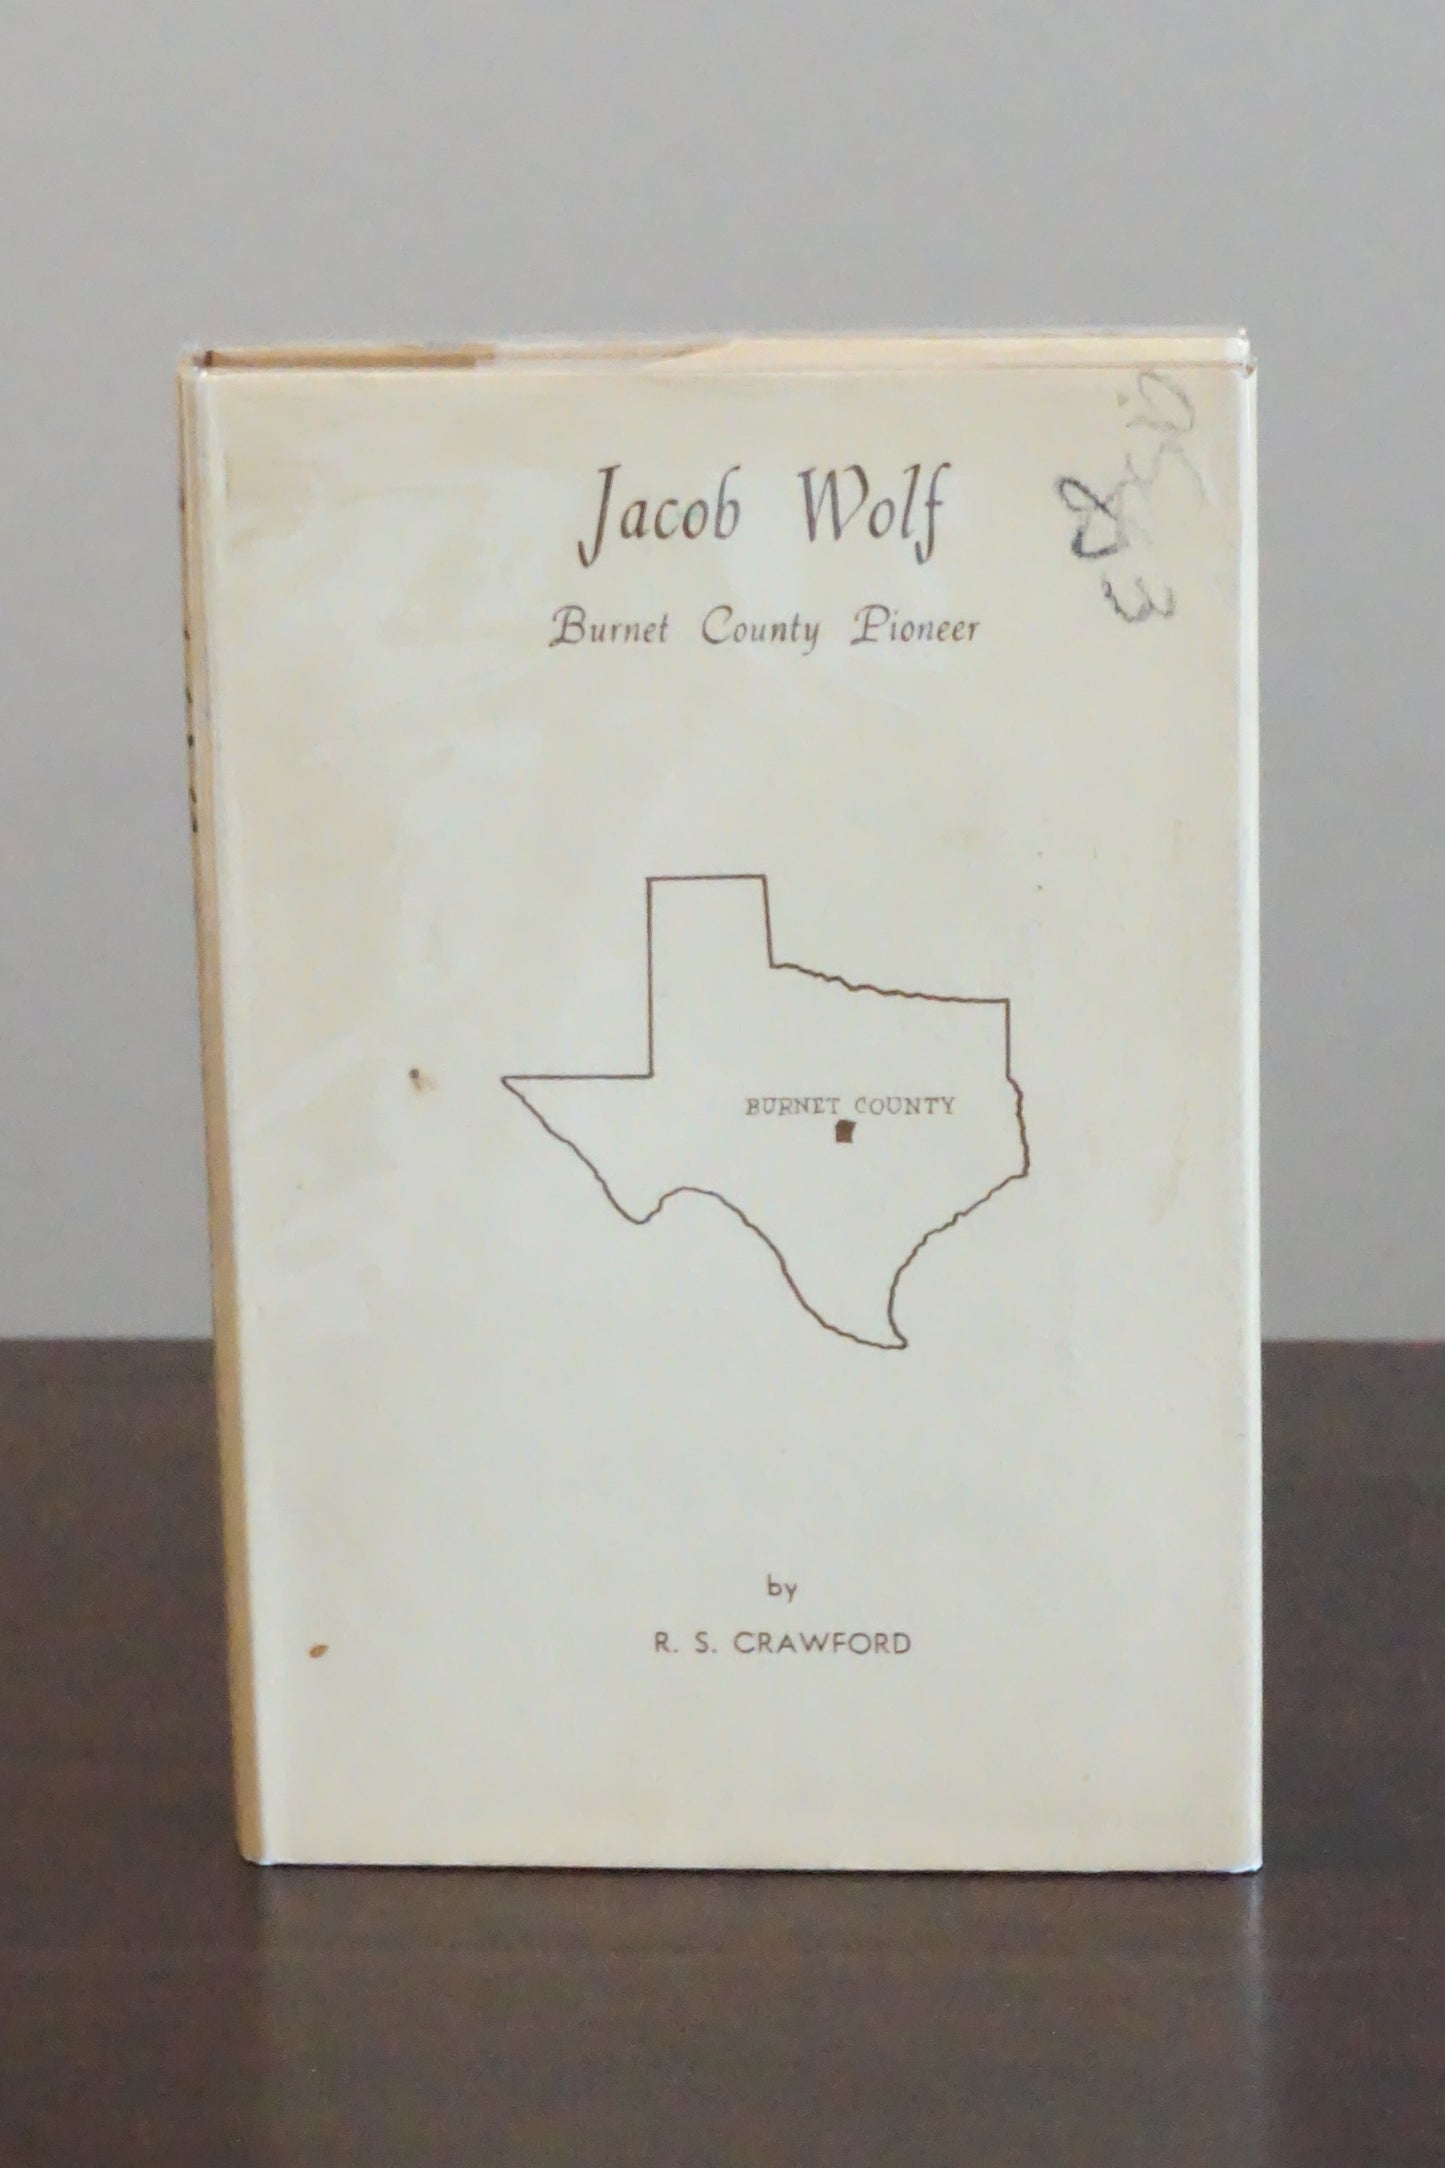 Jacob Wolf
Burnet County Pioneer
BURNET COUNTY
by
R. S. CRAWFORD